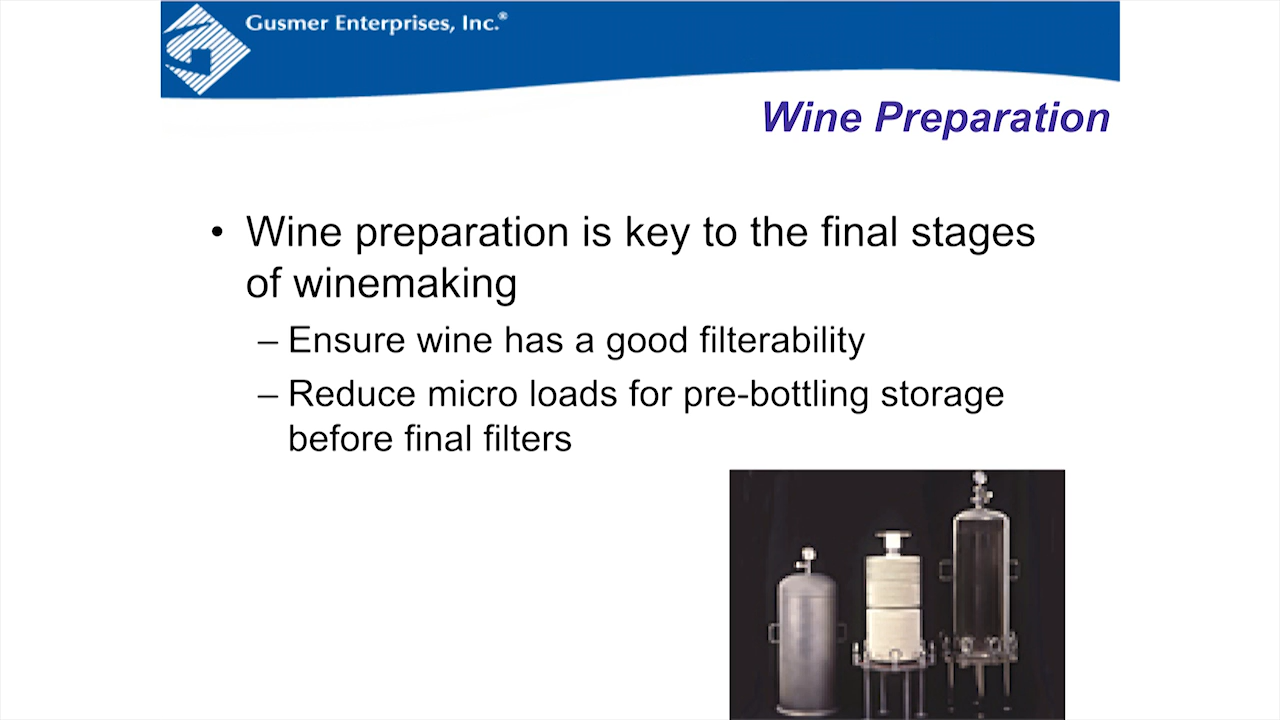 Gusmer Enterprises, Inc.®
Wine Preparation
• Wine preparation is key to the final stages
of winemaking
– Ensure wine has a good filterability
– Reduce micro loads for pre-bottling storage
before final filters